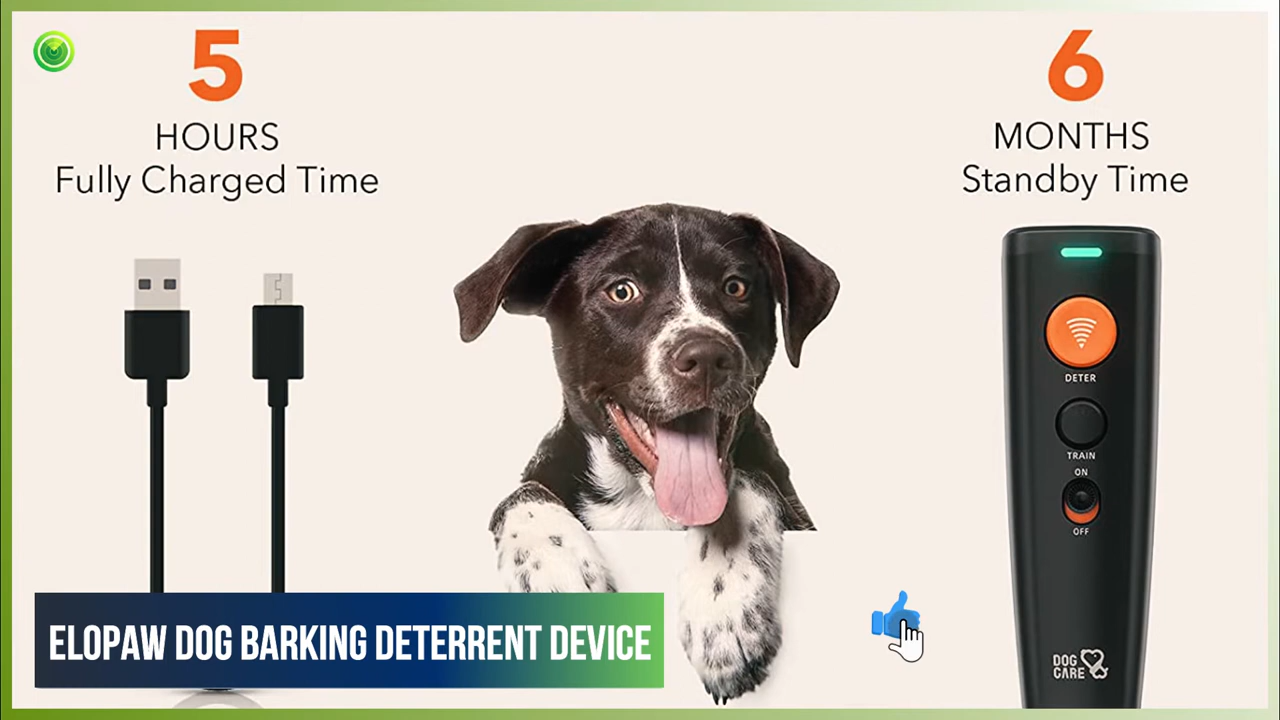 5
HOURS
Fully Charged Time
6
MONTHS
Standby Time
DETER
TRAIN
ON
OFF
DOG
CARE
ELOPAW DOG BARKING DETERRENT DEVICE